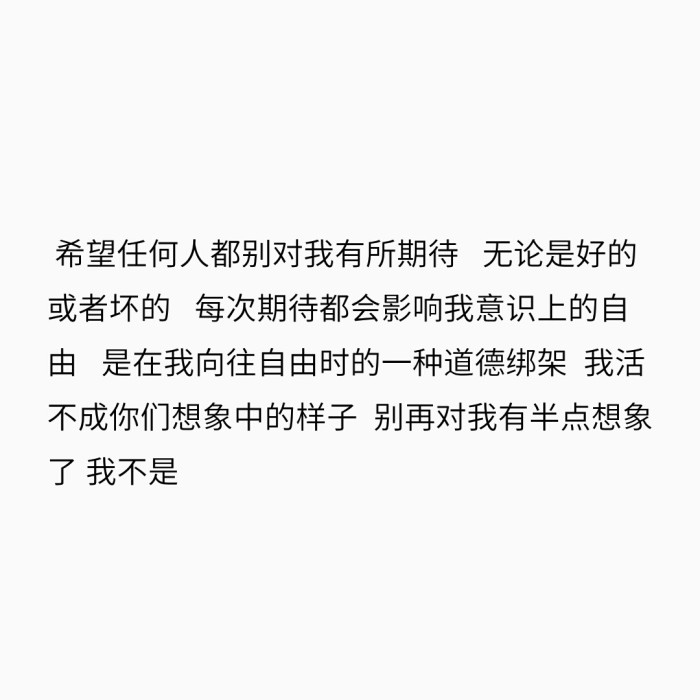 希望任何人都别对我有所期待   无论是好的
或者坏的   每次期待都会影响我意识上的自
由   是在我向往自由时的一种道德绑架  我活
不成你们想象中的样子  别再对我有半点想象
了 我不是